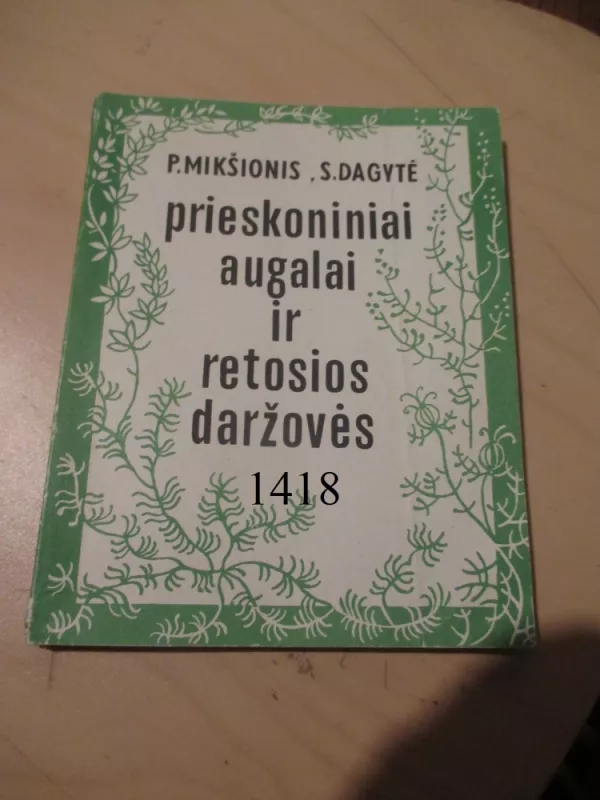 P.MIKŠIONIS, S.DAGYTĖ
prieskoniniai
augalai
ir
retosios
daržovės
1418